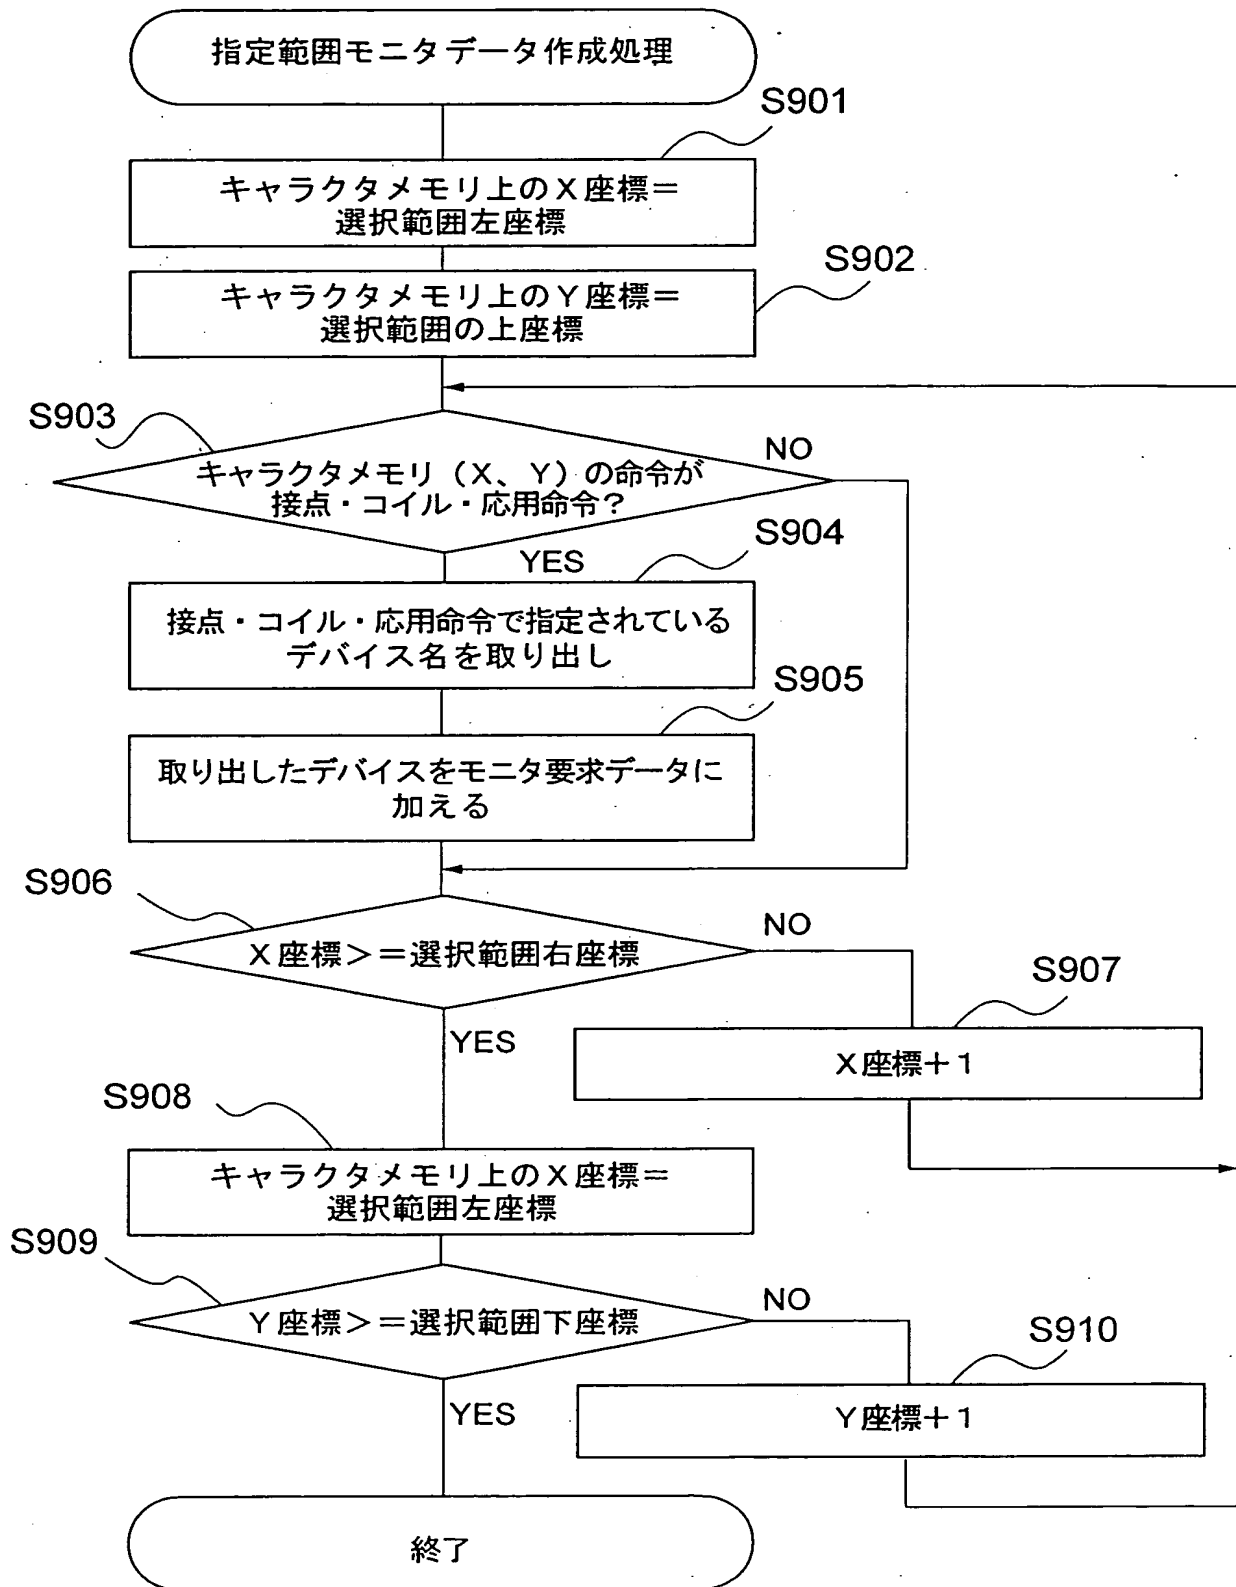 指定範囲モニタデータ作成処理
S901
キャラクタメモリ上のX座標＝
選択範囲左座標
S902
キャラクタメモリ上のY座標＝
選択範囲の上座標
S903
NO
キャラクタメモリ（X、Y）の命令が
接点・コイル・応用命令？
YES
S904
接点・コイル・応用命令で指定されている
デバイス名を取り出し
S905
取り出したデバイスをモニタ要求データに
加える
S906
NO
X座標＞＝選択範囲右座標
YES
S907
X座標＋1
S908
キャラクタメモリ上のX座標＝
選択範囲左座標
S909
NO
Y座標＞＝選択範囲下座標
YES
S910
Y座標＋1
終了